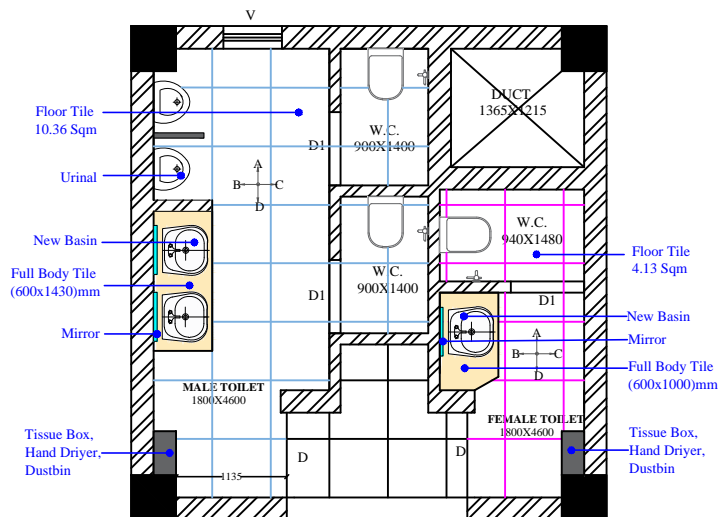 V
Floor Tile
10.36 Sqm
Urinal
New Basin
Full Body Tile
(600x1430)mm
Mirror
Tissue Box,
Hand Driyer,
Dustbin
D1
W.C.
900X1400
DUCT
1365X1215
A
B C
D
W.C.
940X1480
W.C.
900X1400
D1
D1
Floor Tile
4.13 Sqm
New Basin
Mirror
Full Body Tile
(600x1000)mm
A
B C
D
MALE TOILET
1800X4600
FEMALE TOILET
1800X4600
D
D
1135
Tissue Box,
Hand Driyer,
Dustbin